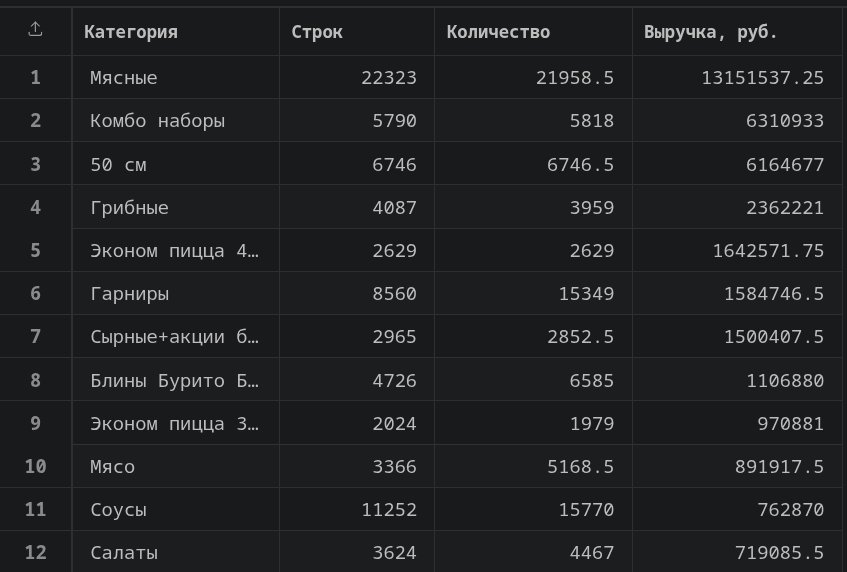 Категория Строк Количество Выручка, руб.
1 Мясные 22323 21958.5 13151537.25
2 Комбо наборы 5790 5818 6310933
3 50 см 6746 6746.5 6164677
4 Грибные 4087 3959 2362221
5 Эконом пицца 4… 2629 2629 1642571.75
6 Гарниры 8560 15349 1584746.5
7 Сырные+акции б… 2965 2852.5 1500407.5
8 Блины Бурито Б… 4726 6585 1106880
9 Эконом пицца 3… 2024 1979 970881
10 Мясо 3366 5168.5 891917.5
11 Соусы 11252 15770 762870
12 Салаты 3624 4467 719085.5